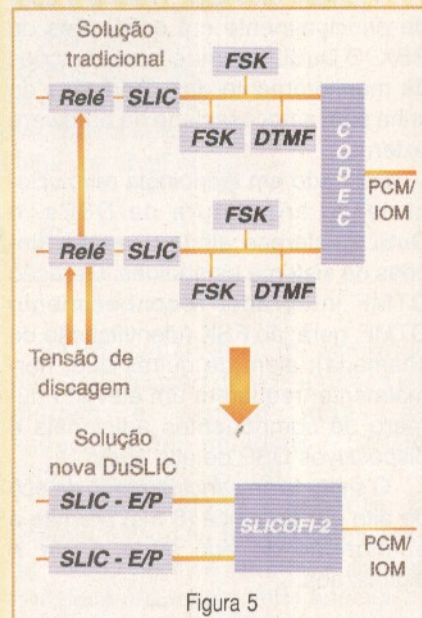 Solução
tradicional
FSK
Relé SLIC
FSK DTMF
CODEC
PCM/
IOM
FSK
Relé SLIC
FSK DTMF
Tensão de
discagem
Solução
nova DuSLIC
SLIC - E/P
SLICOFI-2
SLIC - E/P
PCM/
IOM
Figura 5